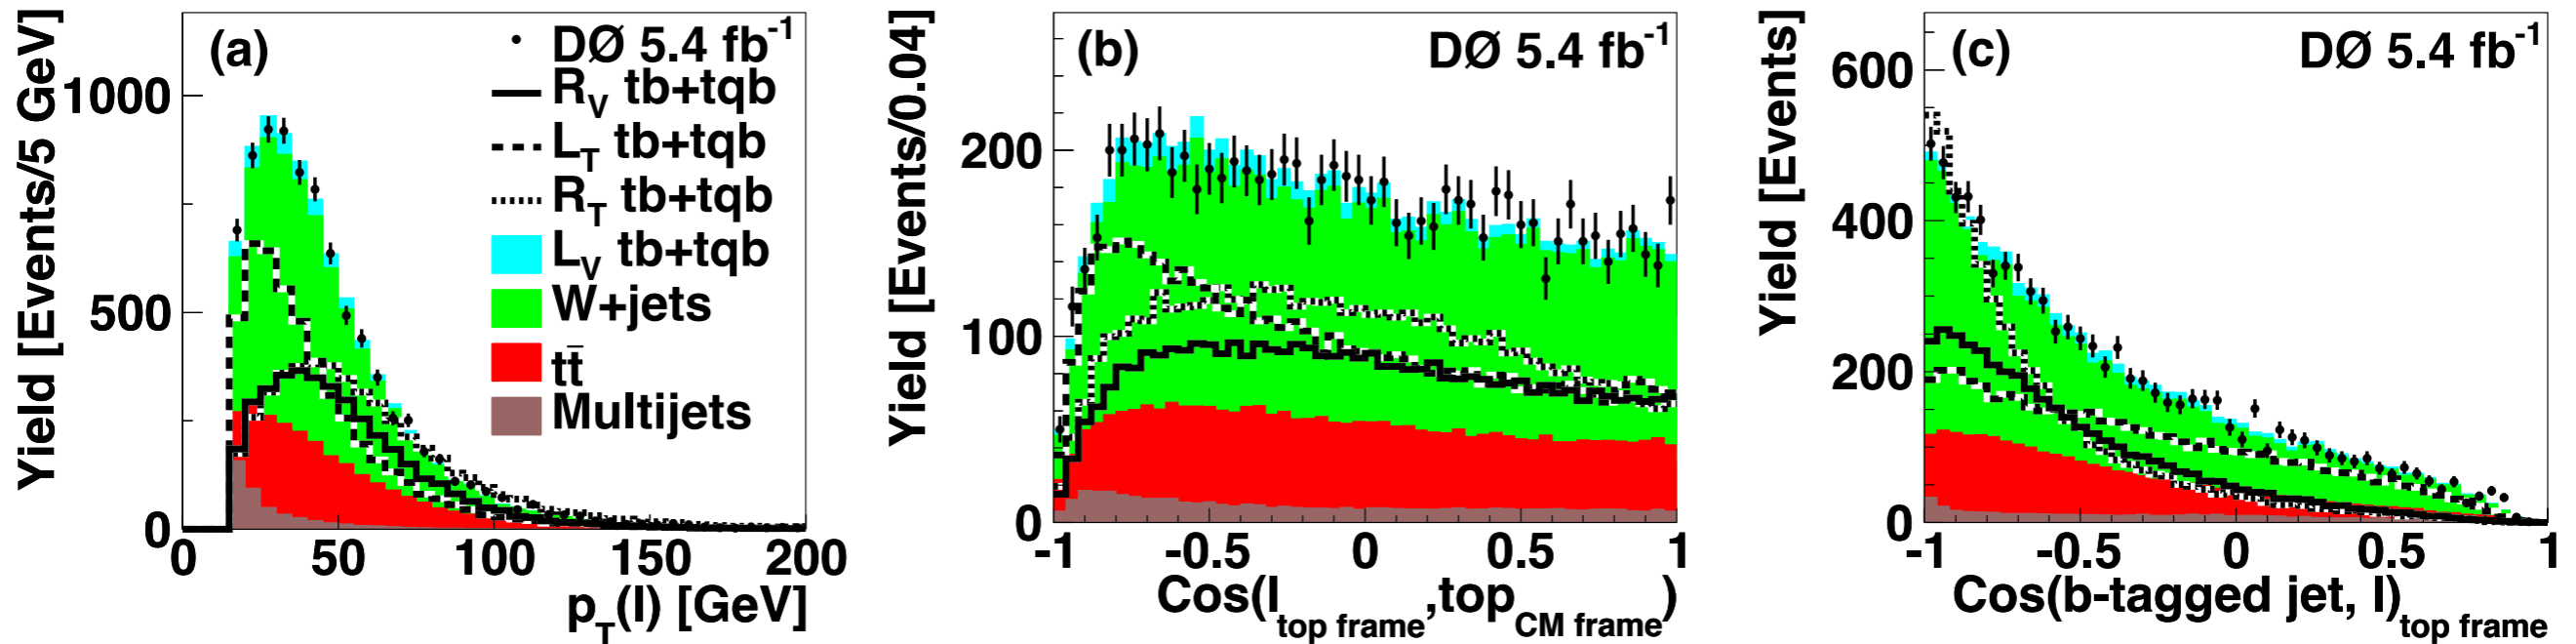 Yield [Events/5 GeV]
1000
500
0
(a)
DØ 5.4 fb-1
RV tb+tqb
LT tb+tqb
RT tb+tqb
LV tb+tqb
W+jets
tt̄
Multijets
0 50 100 150 200
pT(l) [GeV]
Yield [Events/0.04]
200
100
0
(b)
DØ 5.4 fb-1
-1 -0.5 0 0.5 1
Cos(l top frame,top CM frame)
Yield [Events]
600
400
200
0
(c)
DØ 5.4 fb-1
-1 -0.5 0 0.5 1
Cos(b-tagged jet, l) top frame